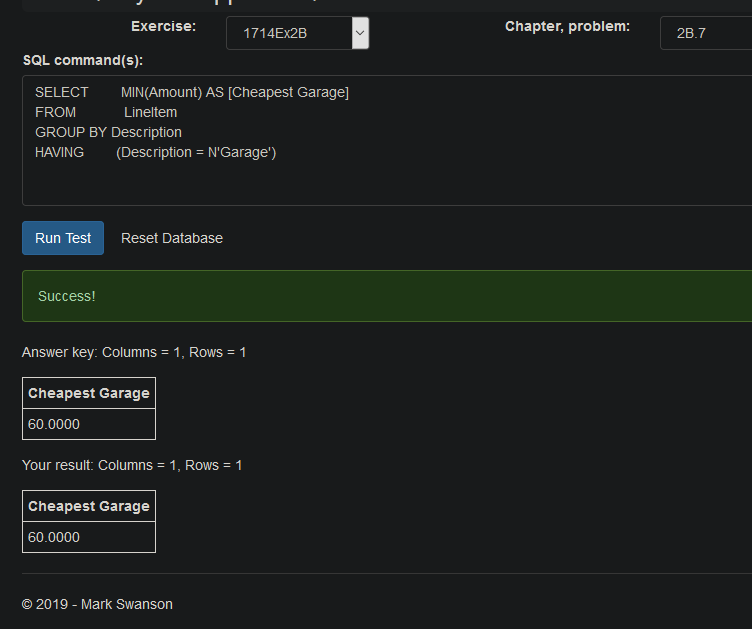 Exercise: 1714Ex2B Chapter, problem: 2B.7
SQL command(s):
SELECT MIN(Amount) AS [Cheapest Garage]
FROM LineItem
GROUP BY Description
HAVING (Description = N'Garage')
Run Test Reset Database
Success!
Answer key: Columns = 1, Rows = 1
Cheapest Garage
60.0000
Your result: Columns = 1, Rows = 1
Cheapest Garage
60.0000
© 2019 - Mark Swanson